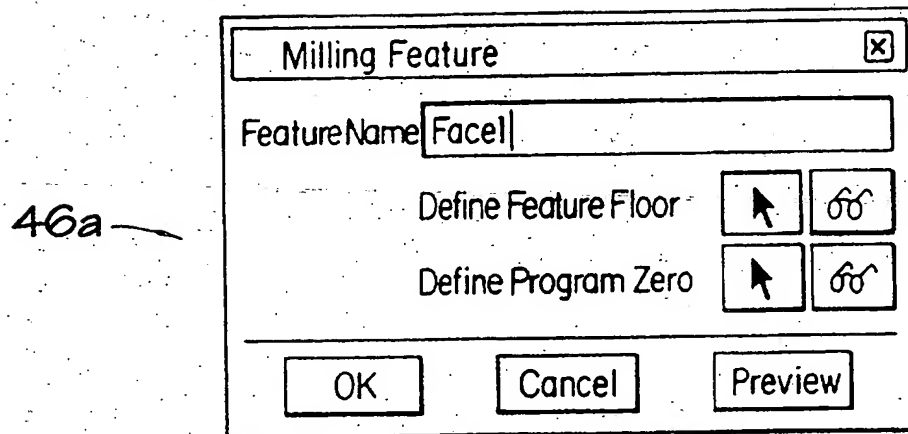 Milling Feature
Feature Name Face1
46a
Define Feature Floor
Define Program Zero
OK Cancel Preview